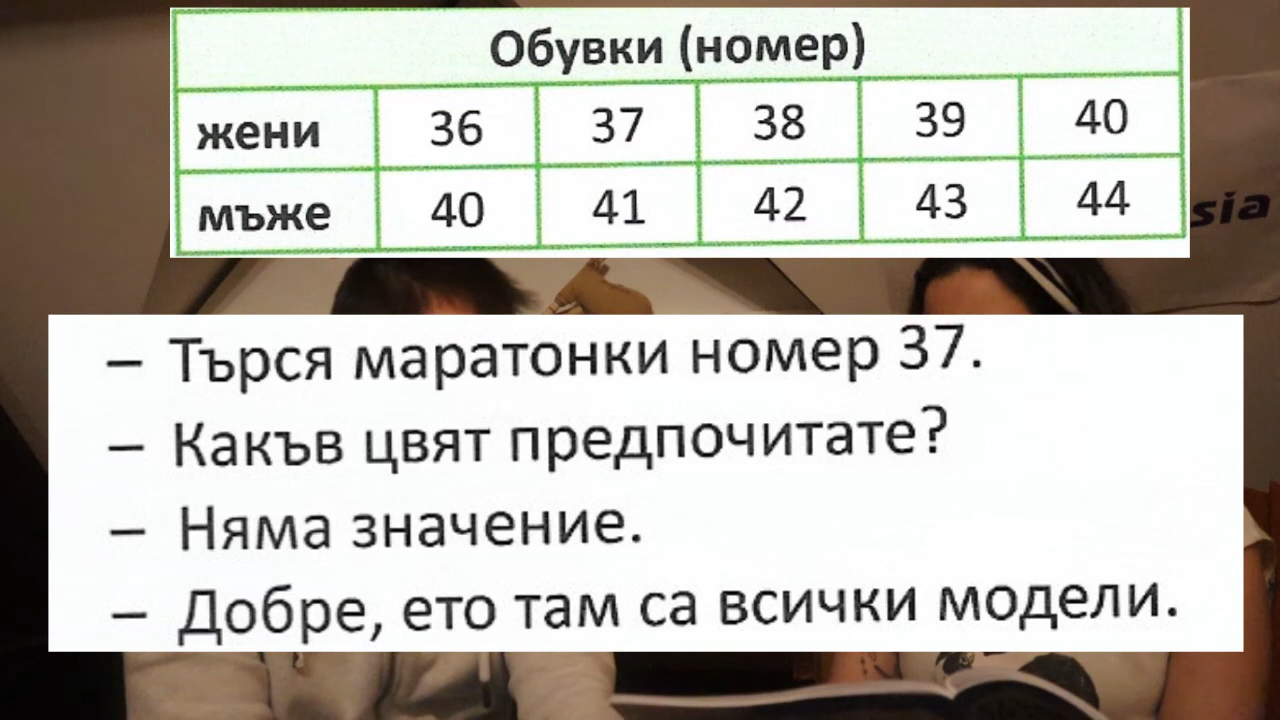 Обувки (номер)
жени 36 37 38 39 40
мъже 40 41 42 43 44
sia
– Търся маратонки номер 37.
– Какъв цвят предпочитате?
– Няма значение.
– Добре, ето там са всички модели.